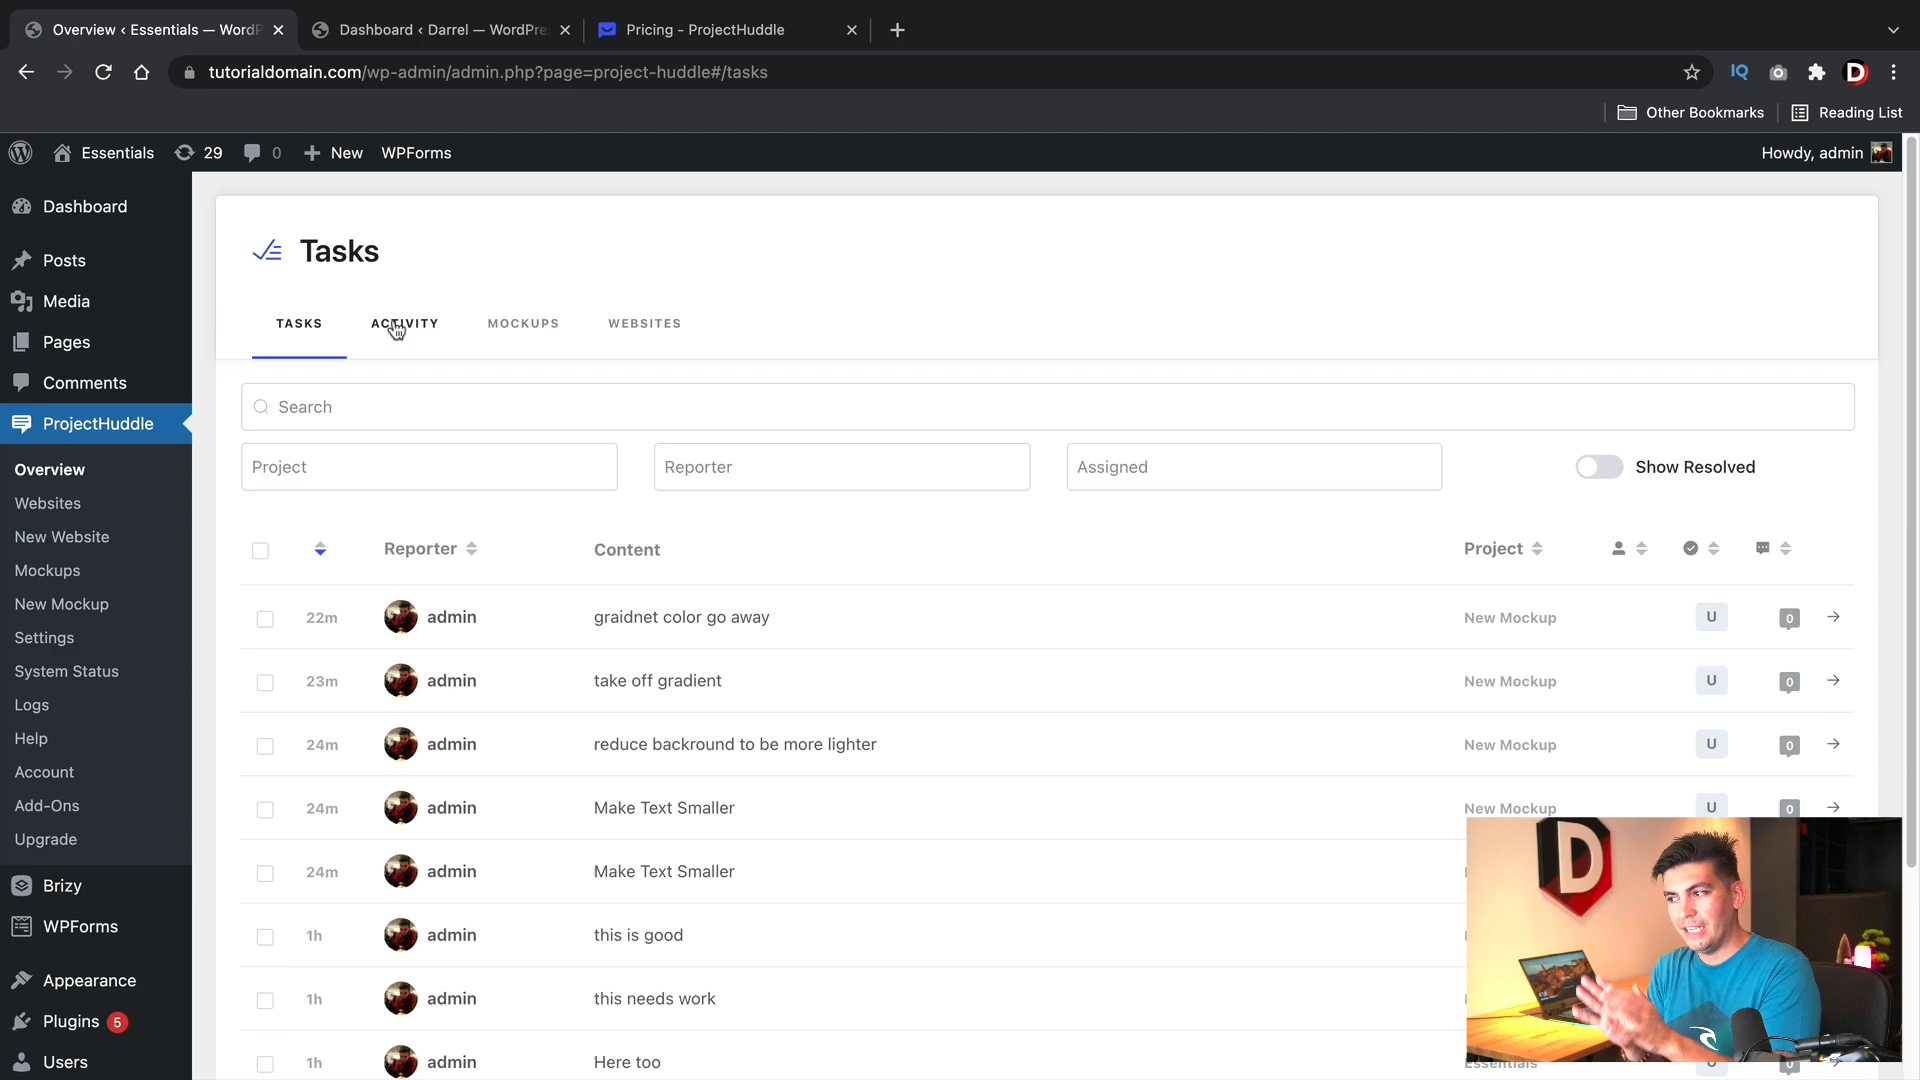 Overview ‹ Essentials — WordP
Dashboard ‹ Darrel — WordPre
Pricing - ProjectHuddle
tutorialdomain.com/wp-admin/admin.php?page=project-huddle#/tasks
IQ
D
Other Bookmarks
Reading List
Essentials
29
0
New
WPForms
Howdy, admin
Dashboard
Posts
Media
Pages
Comments
ProjectHuddle
Overview
Websites
New Website
Mockups
New Mockup
Settings
System Status
Logs
Help
Account
Add-Ons
Upgrade
Brizy
WPForms
Appearance
Plugins 5
Users
Tasks
TASKS ACTIVITY MOCKUPS WEBSITES
Search
Project Reporter Assigned Show Resolved
Reporter Content Project
22m admin graidnet color go away New Mockup U 0
23m admin take off gradient New Mockup U 0
24m admin reduce backround to be more lighter New Mockup U 0
24m admin Make Text Smaller New Mockup U 0
24m admin Make Text Smaller
1h admin this is good
1h admin this needs work
1h admin Here too Essentials U 0
D